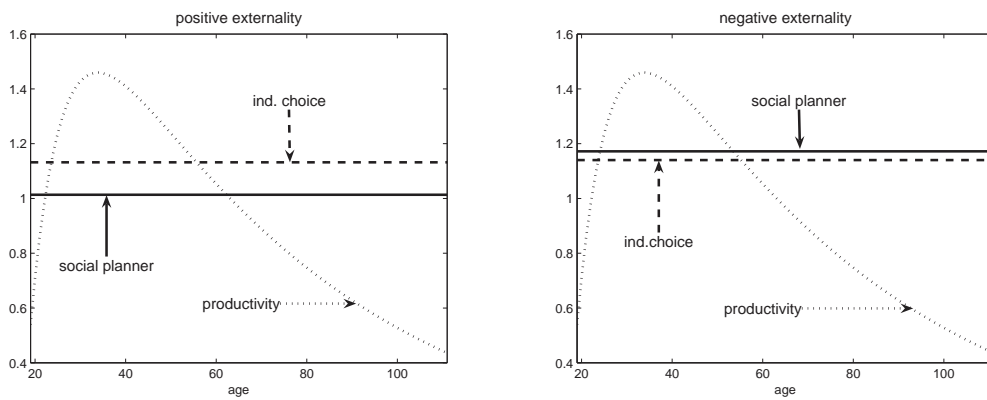 positive externality
1.6
1.4
1.2
1
0.8
0.6
0.4
20 40 60 80 100
age
ind. choice
social planner
productivity
negative externality
1.6
1.4
1.2
1
0.8
0.6
0.4
20 40 60 80 100
age
social planner
ind.choice
productivity